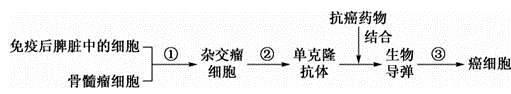 抗癌药物
结合
免疫后脾脏中的细胞
骨髓瘤细胞
①
杂交瘤
细胞
②
单克隆
抗体
生物
导弹
③
癌细胞